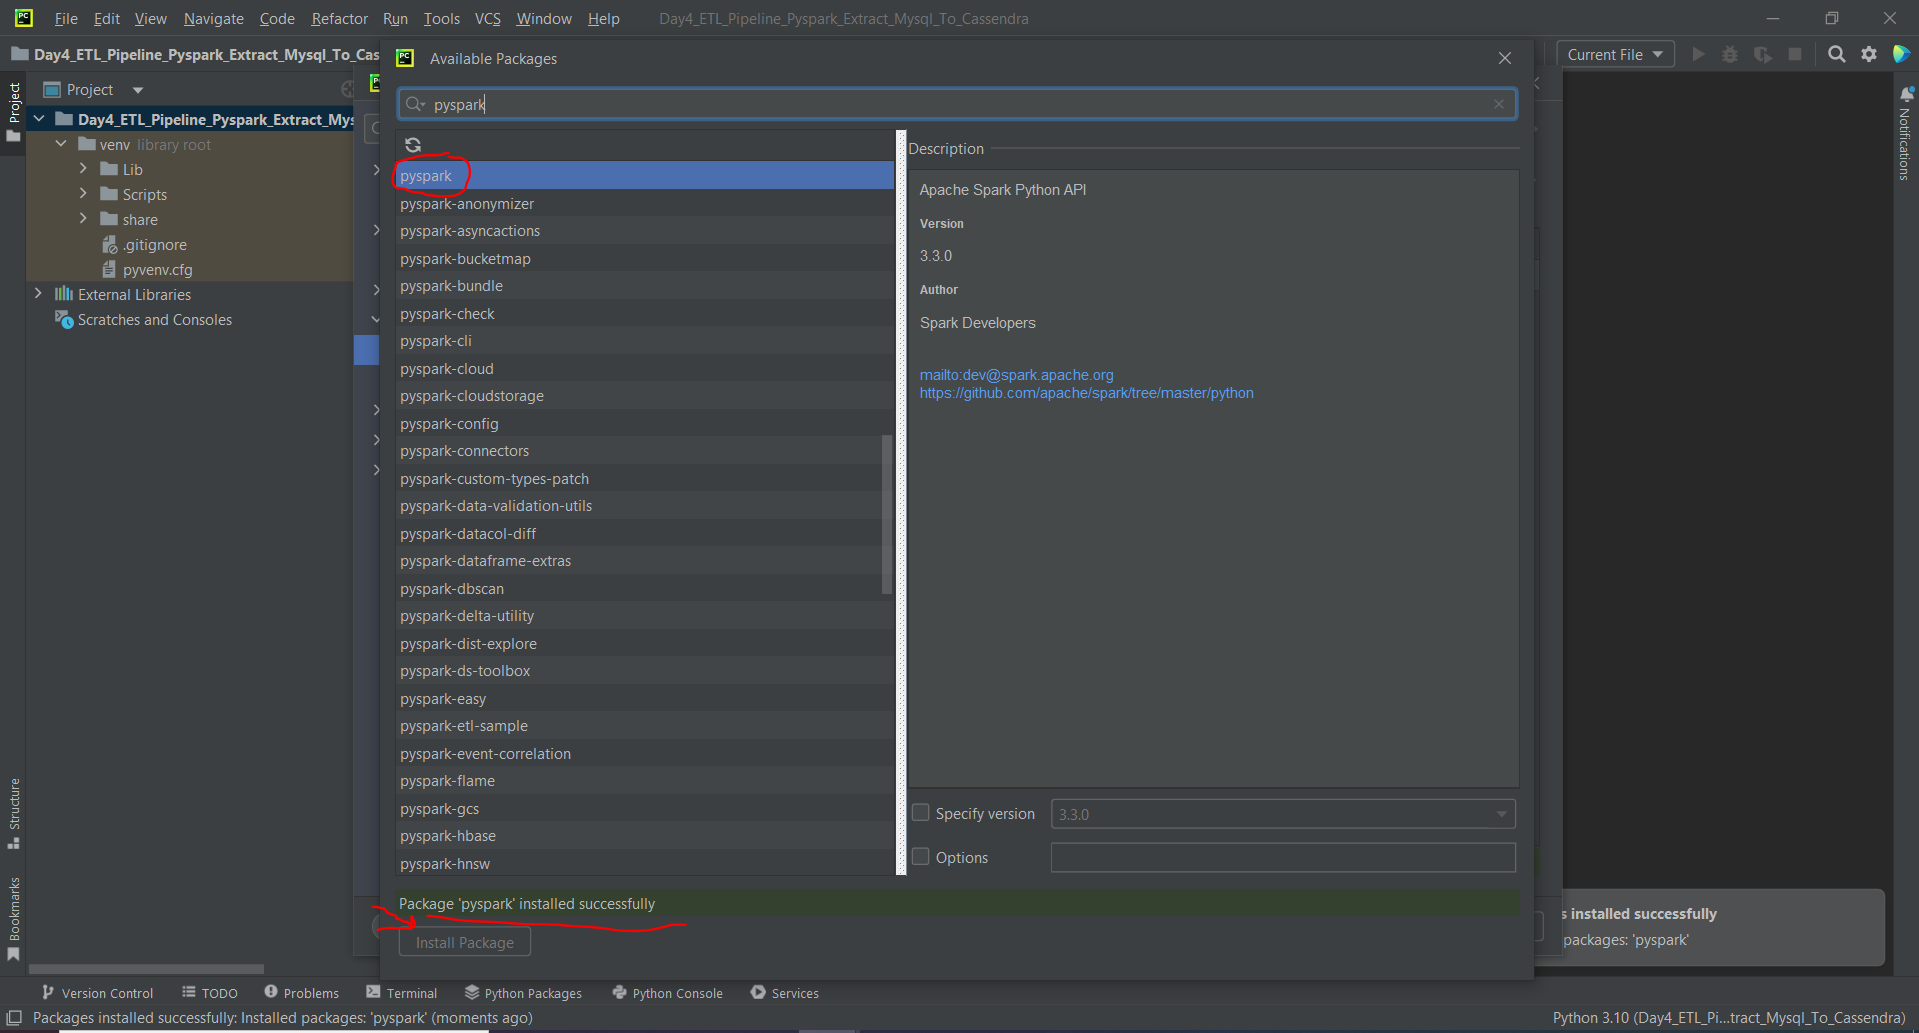 File Edit View Navigate Code Refactor Run Tools VCS Window Help Day4_ETL_Pipeline_Pyspark_Extract_Mysql_To_Cassendra
Day4_ETL_Pipeline_Pyspark_Extract_Mysql_To_Cas
Current File
Available Packages
pyspark
Project
Project
Day4_ETL_Pipeline_Pyspark_Extract_Mys
venv library root
Lib
Scripts
share
.gitignore
pyvenv.cfg
External Libraries
Scratches and Consoles
pyspark
pyspark-anonymizer
pyspark-asyncactions
pyspark-bucketmap
pyspark-bundle
pyspark-check
pyspark-cli
pyspark-cloud
pyspark-cloudstorage
pyspark-config
pyspark-connectors
pyspark-custom-types-patch
pyspark-data-validation-utils
pyspark-datacol-diff
pyspark-dataframe-extras
pyspark-dbscan
pyspark-delta-utility
pyspark-dist-explore
pyspark-ds-toolbox
pyspark-easy
pyspark-etl-sample
pyspark-event-correlation
pyspark-flame
pyspark-gcs
pyspark-hbase
pyspark-hnsw
Description
Apache Spark Python API
Version
3.3.0
Author
Spark Developers
mailto:dev@spark.apache.org
https://github.com/apache/spark/tree/master/python
Specify version 3.3.0
Options
Package 'pyspark' installed successfully
Install Package
Notifications
s installed successfully
packages: 'pyspark'
Structure
Bookmarks
Version Control TODO Problems Terminal Python Packages Python Console Services
Packages installed successfully: Installed packages: 'pyspark' (moments ago)
Python 3.10 (Day4_ETL_Pi...tract_Mysql_To_Cassendra)